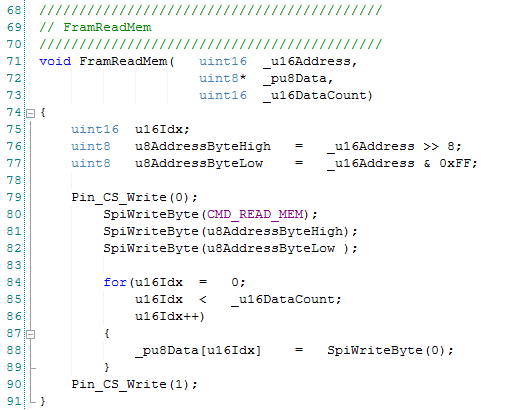 68 ///////////////////////////////////////////
69 // FramReadMem
70 ///////////////////////////////////////////
71 void FramReadMem(   uint16  _u16Address,
72                     uint8*  _pu8Data,
73                     uint16  _u16DataCount)
74 {
75     uint16  u16Idx;
76     uint8   u8AddressByteHigh   =   _u16Address >> 8;
77     uint8   u8AddressByteLow    =   _u16Address & 0xFF;
78
79     Pin_CS_Write(0);
80         SpiWriteByte(CMD_READ_MEM);
81         SpiWriteByte(u8AddressByteHigh);
82         SpiWriteByte(u8AddressByteLow );
83
84         for(u16Idx  =   0;
85             u16Idx  <   _u16DataCount;
86             u16Idx++)
87         {
88             _pu8Data[u16Idx]    =   SpiWriteByte(0);
89         }
90     Pin_CS_Write(1);
91 }